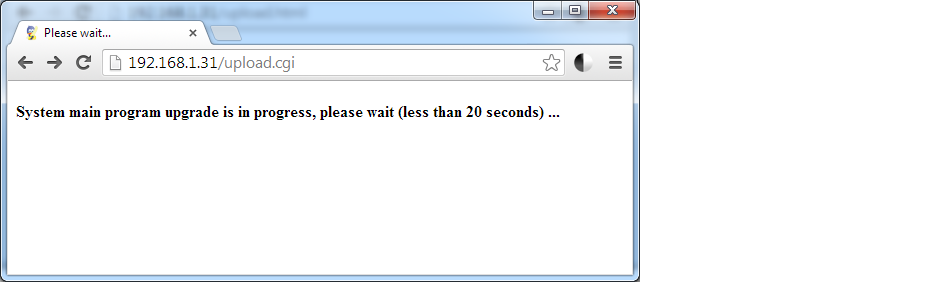 Please wait...
192.168.1.31/upload.cgi
System main program upgrade is in progress, please wait (less than 20 seconds) ...